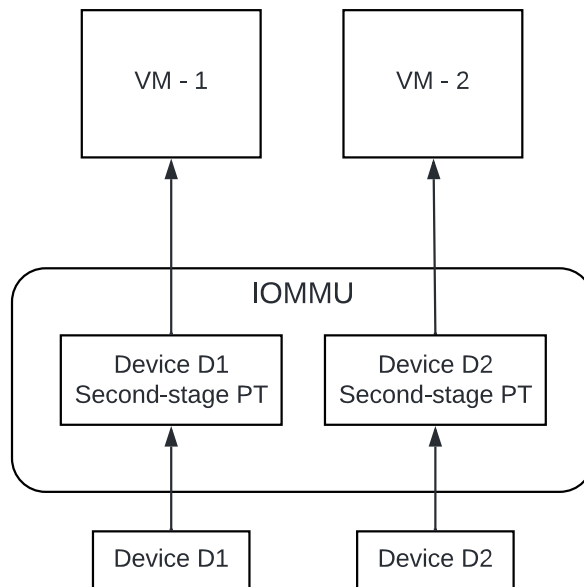 VM - 1
VM - 2
IOMMU
Device D1
Second-stage PT
Device D2
Second-stage PT
Device D1
Device D2